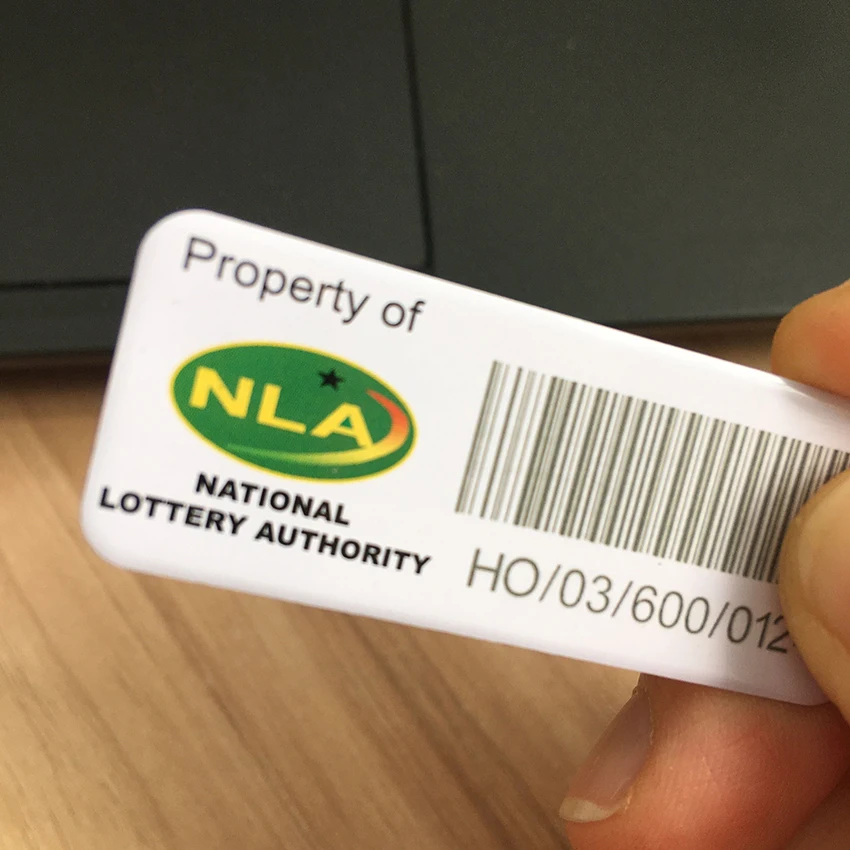 Property of
NLA
NATIONAL
LOTTERY AUTHORITY
HO/03/600/012